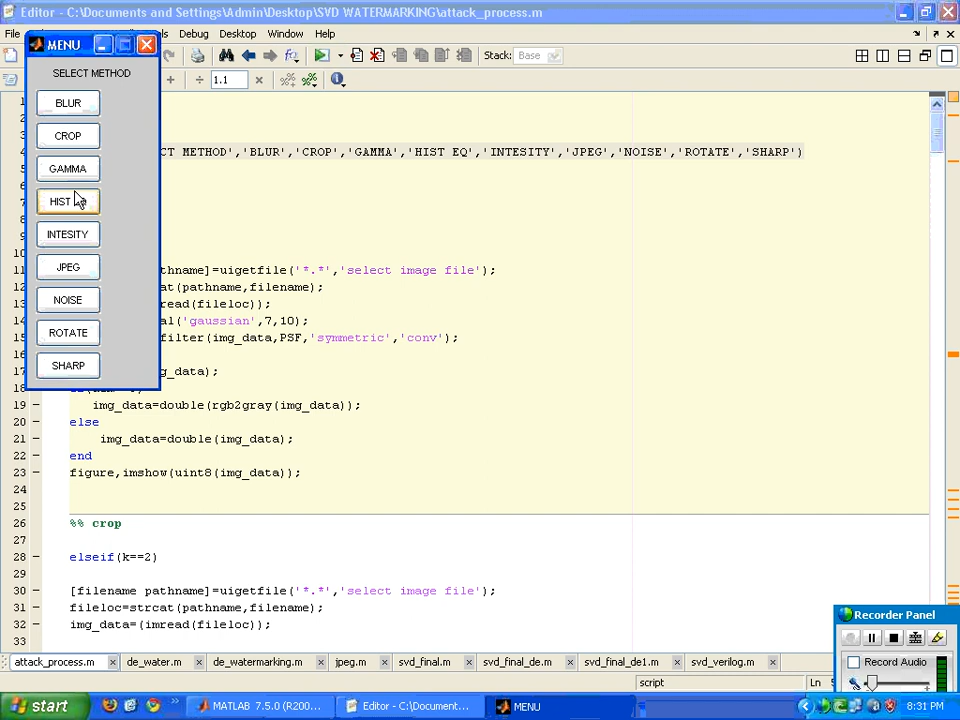 Editor - C:\Documents and Settings\Admin\Desktop\SVD WATERMARKING\attack_process.m
File Debug Desktop Window Help
MENU
Stack: Base
1.1
SELECT METHOD
BLUR
CROP
GAMMA
HIST
INTESITY
JPEG
NOISE
ROTATE
SHARP
CT METHOD','BLUR','CROP','GAMMA','HIST EQ','INTESITY','JPEG','NOISE','ROTATE','SHARP')
11 pathname]=uigetfile('*.*','select image file');
12 at(pathname,filename);
13 read(fileloc));
14 al('gaussian',7,10);
15 filter(img_data,PSF,'symmetric','conv');
16
17 g_data);
18
19 img_data=double(rgb2gray(img_data));
20 else
21 img_data=double(img_data);
22 end
23 figure,imshow(uint8(img_data));
24
25
26 %% crop
27
28 elseif(k==2)
29
30 [filename pathname]=uigetfile('*.*','select image file');
31 fileloc=strcat(pathname,filename);
32 img_data=(imread(fileloc));
33
Recorder Panel
Record Audio
attack_process.m de_water.m de_watermarking.m jpeg.m svd_final.m svd_final_de.m svd_final_de1.m svd_verilog.m
script Ln
start MATLAB 7.5.0 (R200... Editor - C:\Document... MENU 8:31 PM